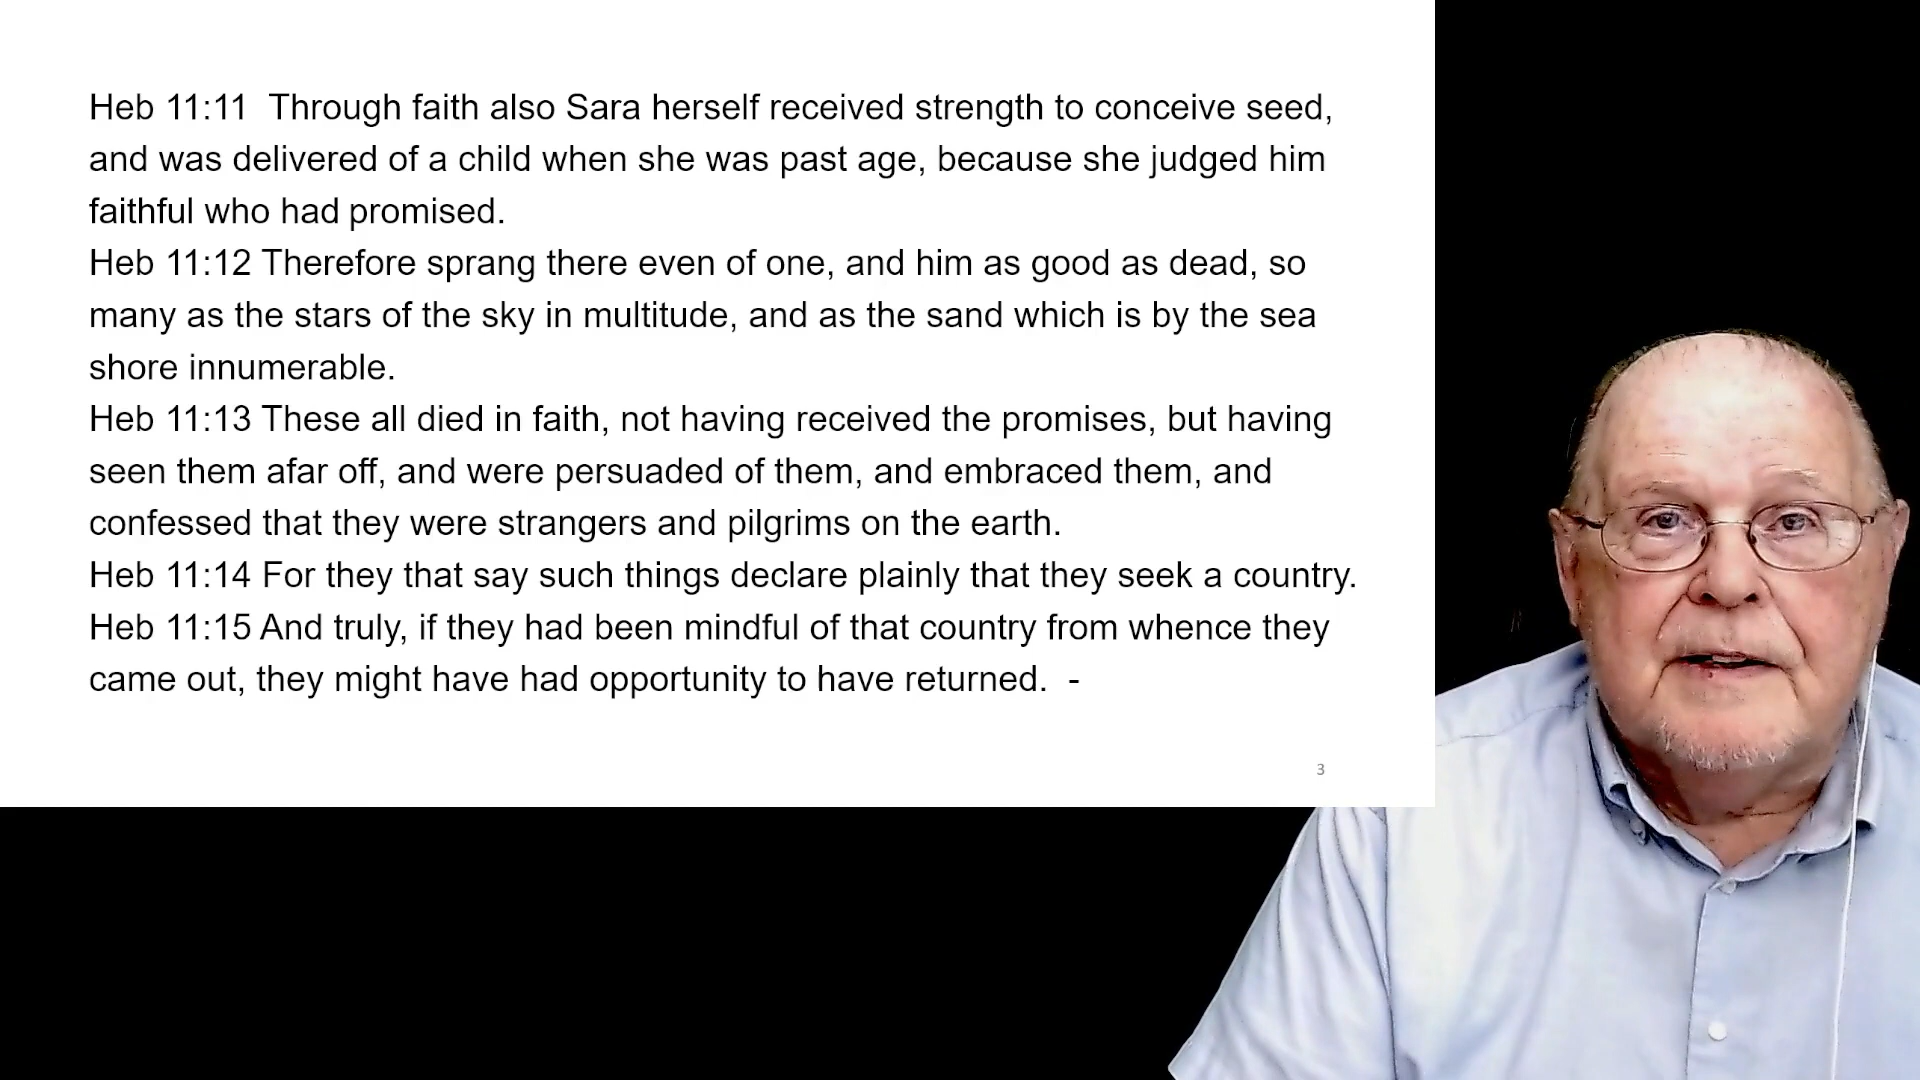 Heb 11:11  Through faith also Sara herself received strength to conceive seed,
and was delivered of a child when she was past age, because she judged him
faithful who had promised.
Heb 11:12 Therefore sprang there even of one, and him as good as dead, so
many as the stars of the sky in multitude, and as the sand which is by the sea
shore innumerable.
Heb 11:13 These all died in faith, not having received the promises, but having
seen them afar off, and were persuaded of them, and embraced them, and
confessed that they were strangers and pilgrims on the earth.
Heb 11:14 For they that say such things declare plainly that they seek a country.
Heb 11:15 And truly, if they had been mindful of that country from whence they
came out, they might have had opportunity to have returned.  -
3